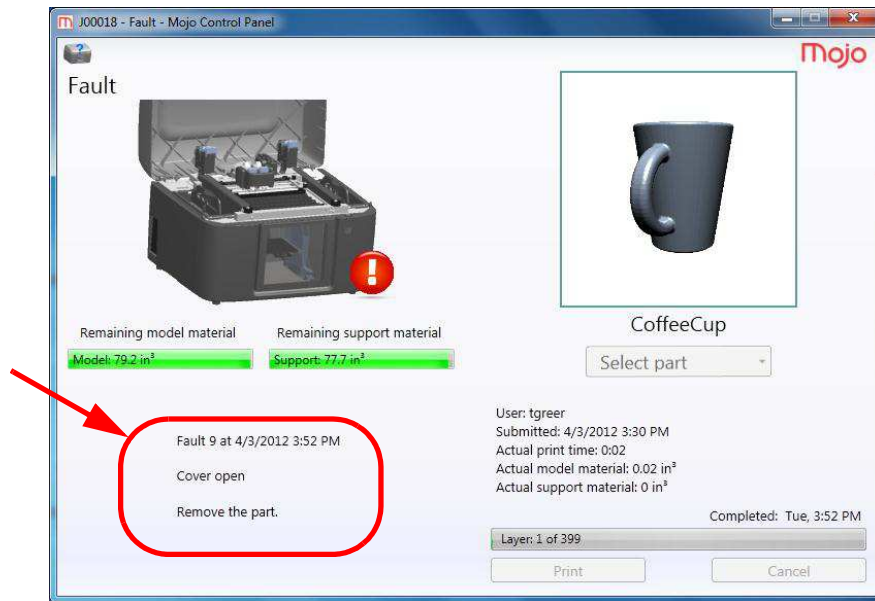 J00018 - Fault - Mojo Control Panel
mojo
Fault
Remaining model material
Remaining support material
Model: 79.2 in³
Support: 77.7 in³
Fault 9 at 4/3/2012 3:52 PM
Cover open
Remove the part.
CoffeeCup
Select part
User: tgreer
Submitted: 4/3/2012 3:30 PM
Actual print time: 0:02
Actual model material: 0.02 in³
Actual support material: 0 in³
Completed: Tue, 3:52 PM
Layer: 1 of 399
Print
Cancel